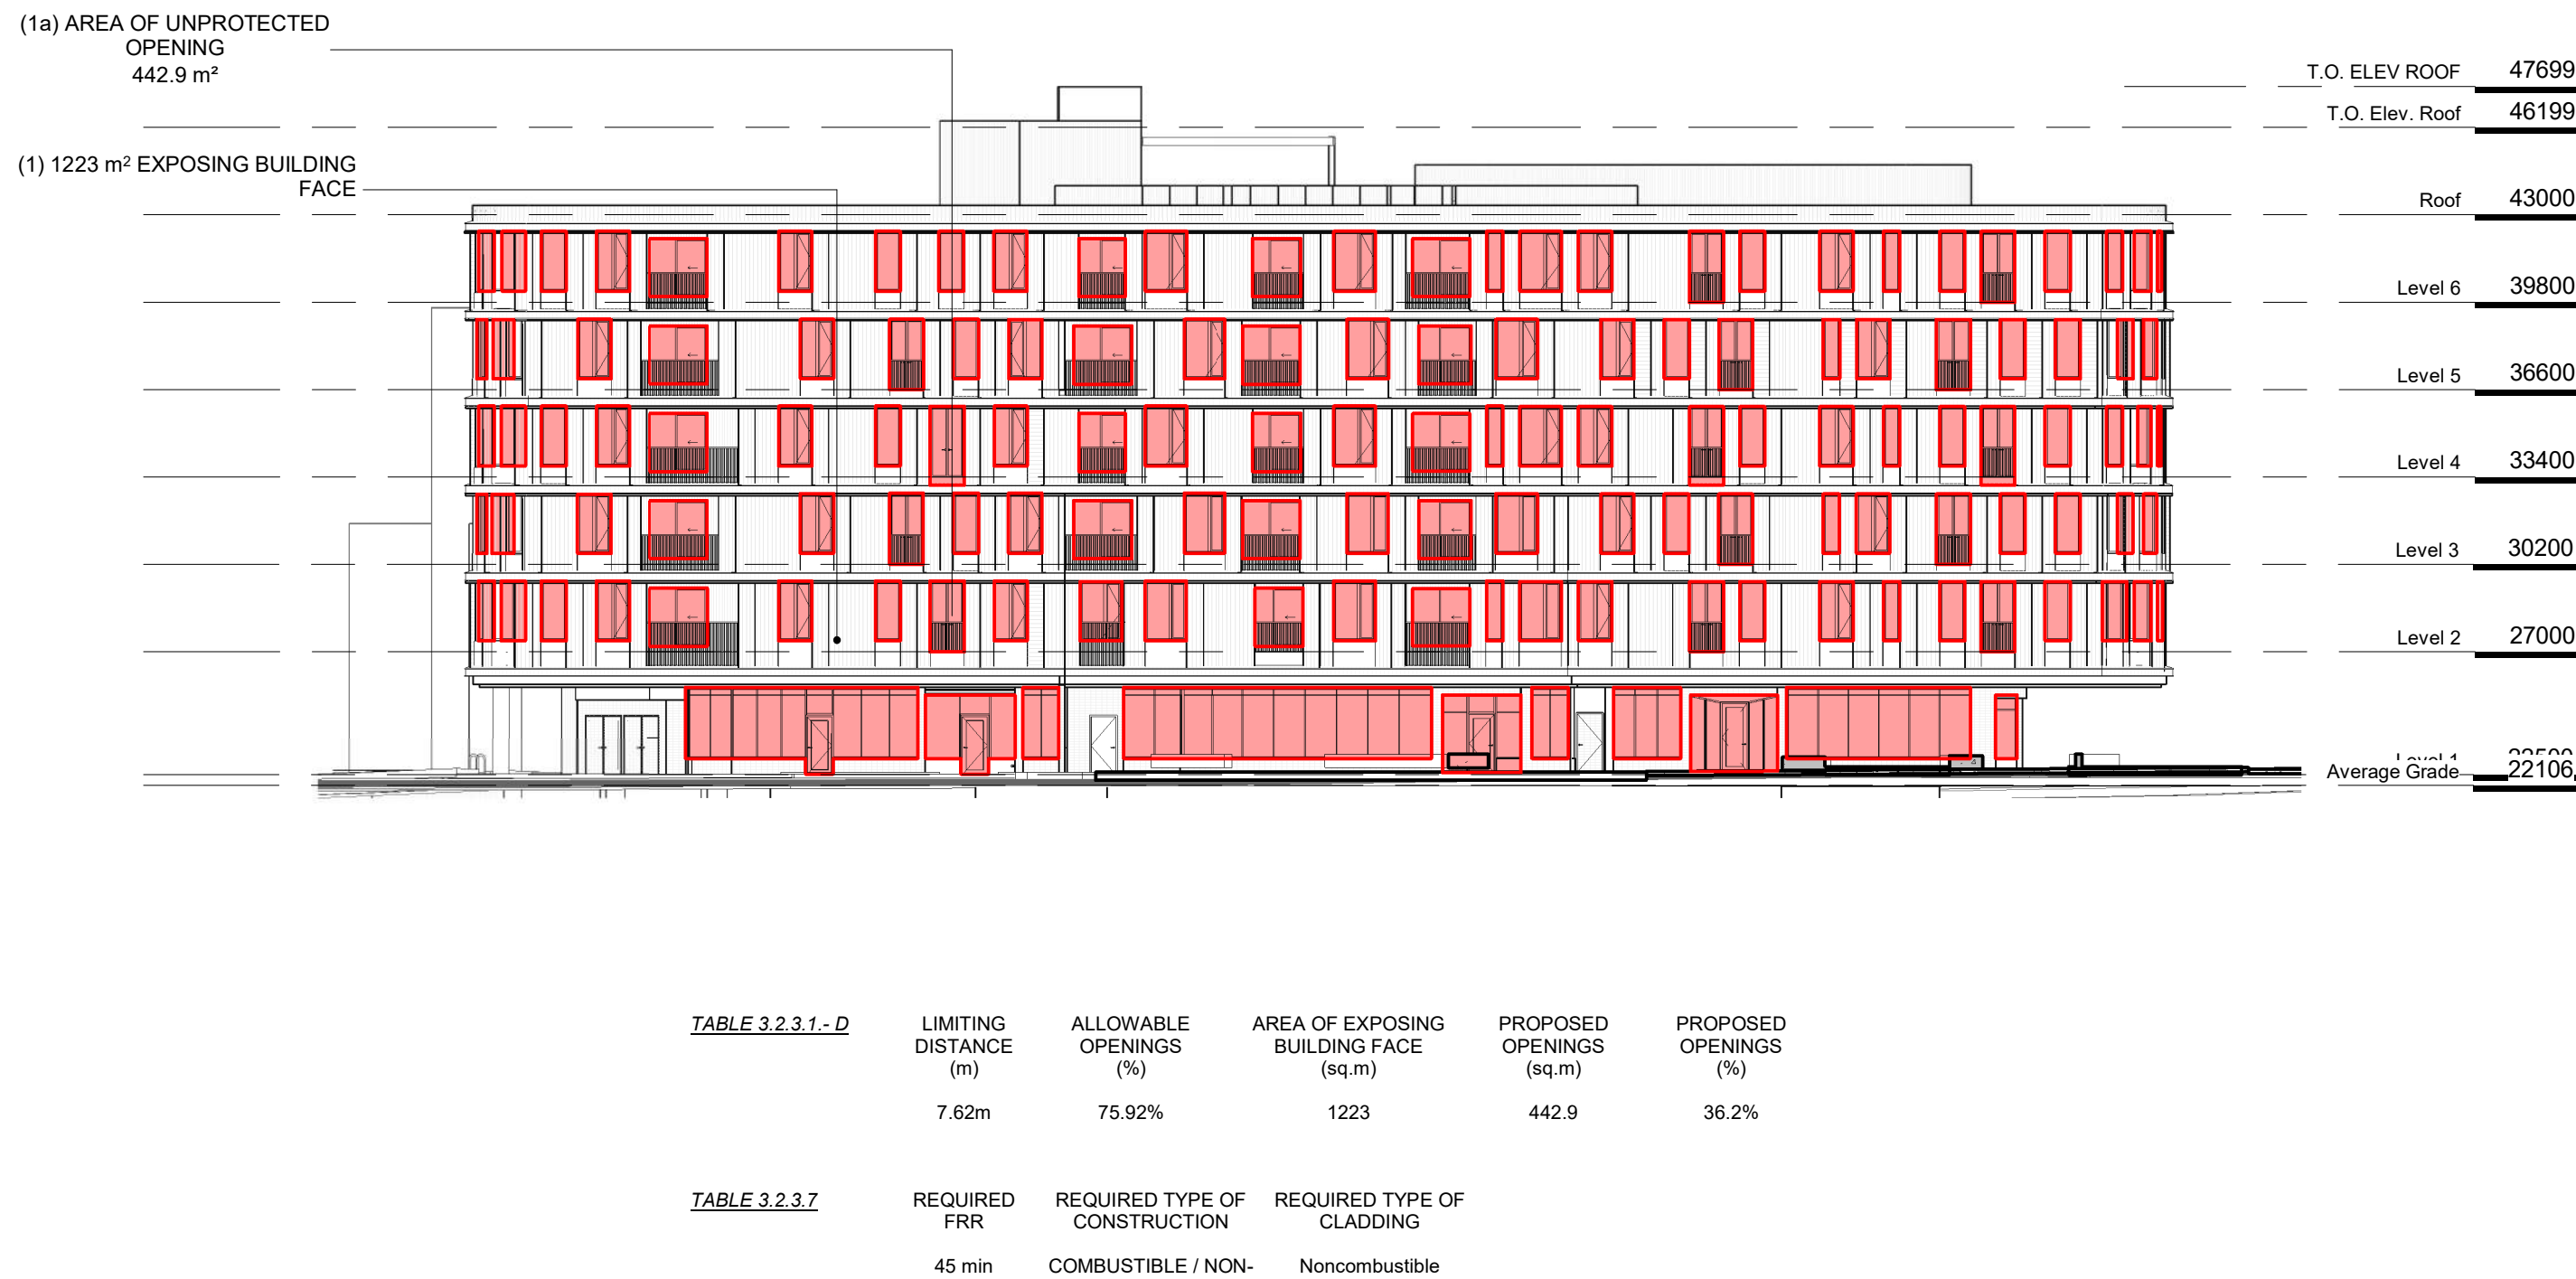 (1a) AREA OF UNPROTECTED
OPENING
442.9 m²
(1) 1223 m² EXPOSING BUILDING
FACE
T.O. ELEV ROOF 47699
T.O. Elev. Roof 46199
Roof 43000
Level 6 39800
Level 5 36600
Level 4 33400
Level 3 30200
Level 2 27000
Level 1
Average Grade 22106
TABLE 3.2.3.1.- D
LIMITING
DISTANCE
(m)
7.62m
ALLOWABLE
OPENINGS
(%)
75.92%
AREA OF EXPOSING
BUILDING FACE
(sq.m)
1223
PROPOSED
OPENINGS
(sq.m)
442.9
PROPOSED
OPENINGS
(%)
36.2%
TABLE 3.2.3.7
REQUIRED
FRR
45 min
REQUIRED TYPE OF
CONSTRUCTION
COMBUSTIBLE / NON-
REQUIRED TYPE OF
CLADDING
Noncombustible